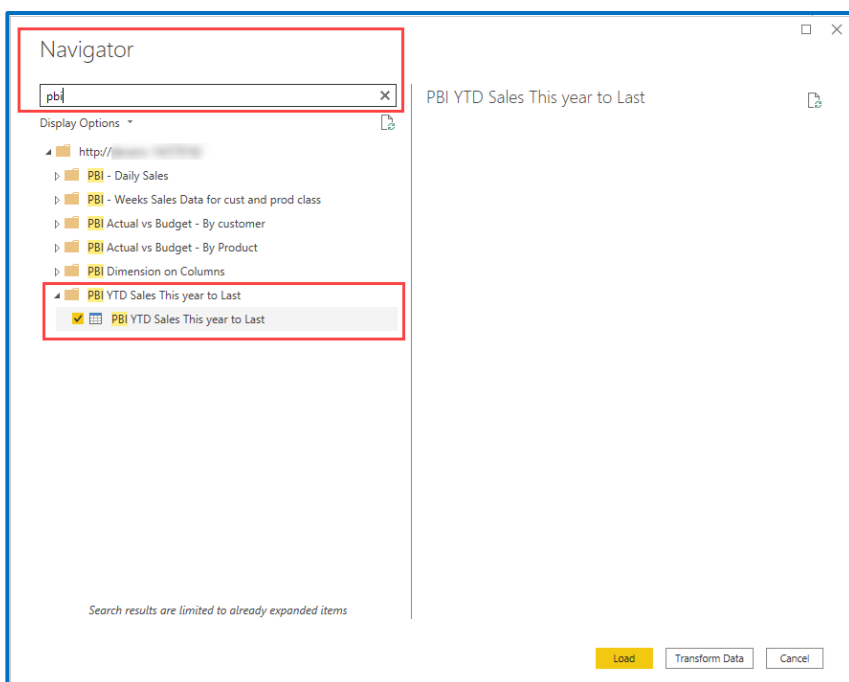 Navigator
pbi
Display Options
http://
PBI - Daily Sales
PBI - Weeks Sales Data for cust and prod class
PBI Actual vs Budget - By customer
PBI Actual vs Budget - By Product
PBI Dimension on Columns
PBI YTD Sales This year to Last
PBI YTD Sales This year to Last
Search results are limited to already expanded items
PBI YTD Sales This year to Last
Load Transform Data Cancel